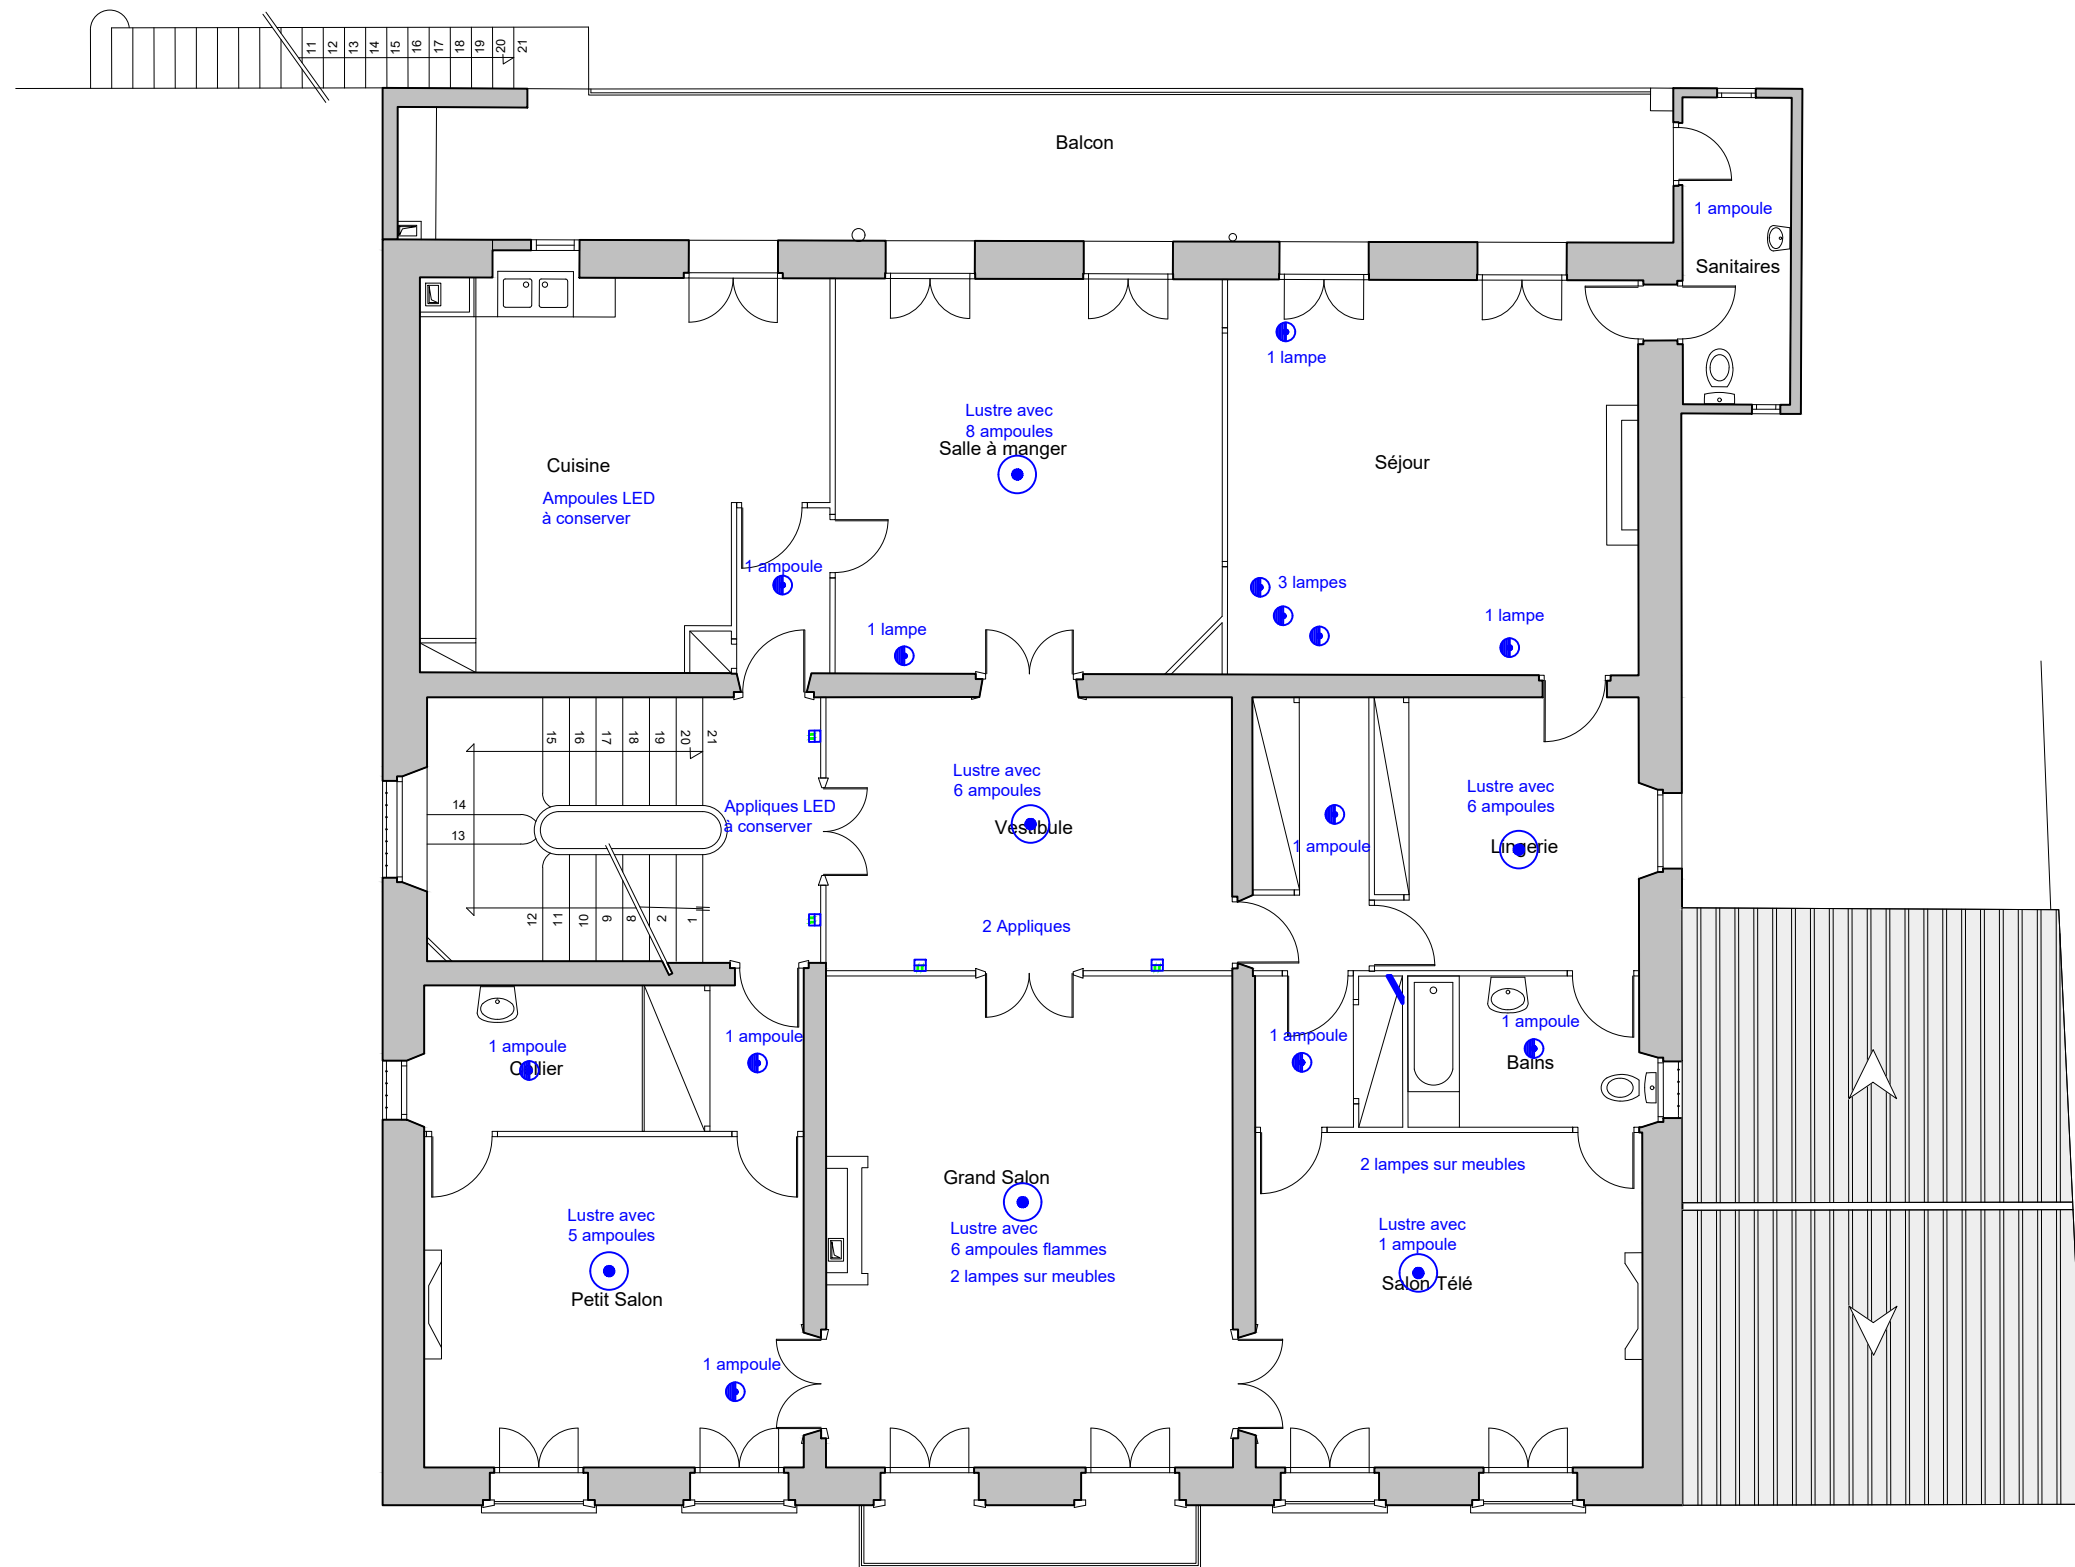 11
12
13
14
15
16
17
18
19
20
21
Balcon
1 ampoule
Sanitaires
1 lampe
Lustre avec
8 ampoules
Salle à manger
Cuisine
Séjour
Ampoules LED
à conserver
1 ampoule
3 lampes
1 lampe
1 lampe
15
16
17
18
19
20
21
14
13
Appliques LED
à conserver
Lustre avec
6 ampoules
Vestibule
1 ampoule
Lustre avec
6 ampoules
Lingerie
12
11
10
9
8
2
1
2 Appliques
1 ampoule
Cellier
1 ampoule
1 ampoule
1 ampoule
Bains
Grand Salon
2 lampes sur meubles
Lustre avec
5 ampoules
Petit Salon
Lustre avec
6 ampoules flammes
2 lampes sur meubles
Lustre avec
1 ampoule
Salon Télé
1 ampoule